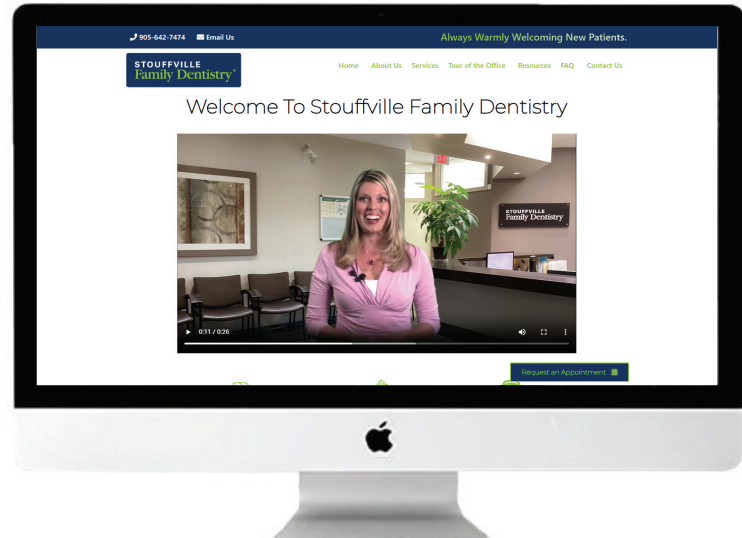 905-642-7474 Email Us Always Warmly Welcoming New Patients.
STOUFFVILLE
Family Dentistry®
Home About Us Services Tour of the Office Resources FAQ Contact Us
Welcome To Stouffville Family Dentistry
EXIT
STOUFFVILLE
Family Dentistry
0:11 / 0:26
Request an Appointment